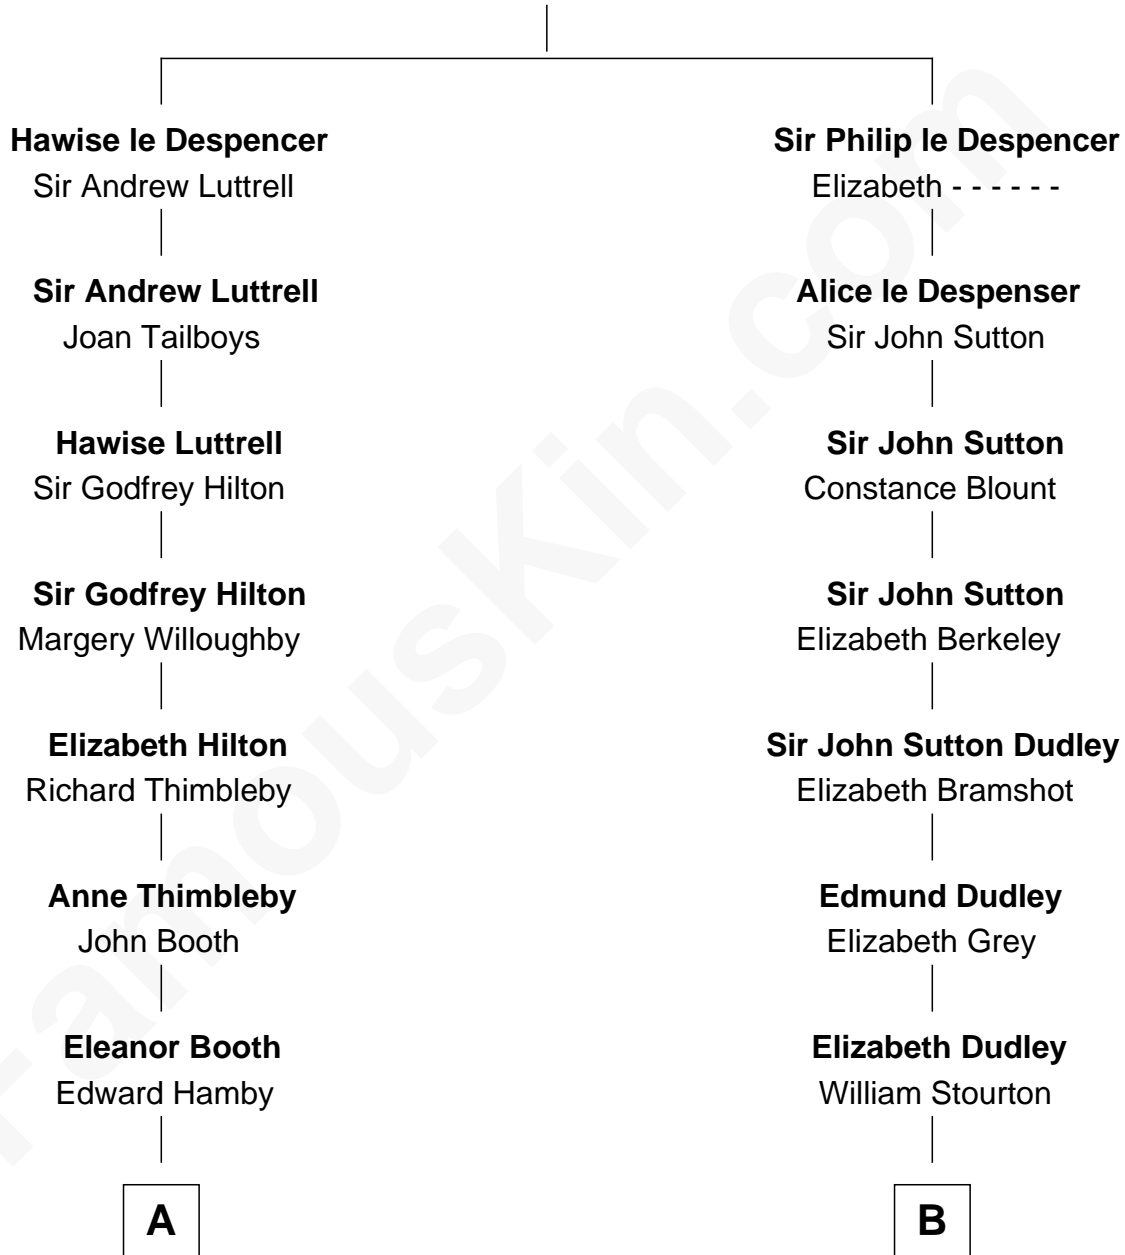 Hawise le Despencer
Sir Andrew Luttrell
Sir Andrew Luttrell
Joan Tailboys
Hawise Luttrell
Sir Godfrey Hilton
Sir Godfrey Hilton
Margery Willoughby
Elizabeth Hilton
Richard Thimbleby
Anne Thimbleby
John Booth
Eleanor Booth
Edward Hamby
A
Sir Philip le Despencer
Elizabeth - - - - - -
Alice le Despenser
Sir John Sutton
Sir John Sutton
Constance Blount
Sir John Sutton
Elizabeth Berkeley
Sir John Sutton Dudley
Elizabeth Bramshot
Edmund Dudley
Elizabeth Grey
Elizabeth Dudley
William Stourton
B
FamousKin.com